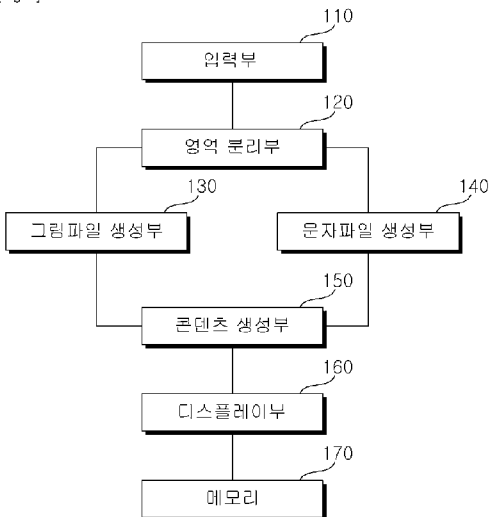 110
입력부
120
영역 분리부
130
그림파일 생성부
140
문자파일 생성부
150
콘덴츠 생성부
160
디스플레이부
170
메모리